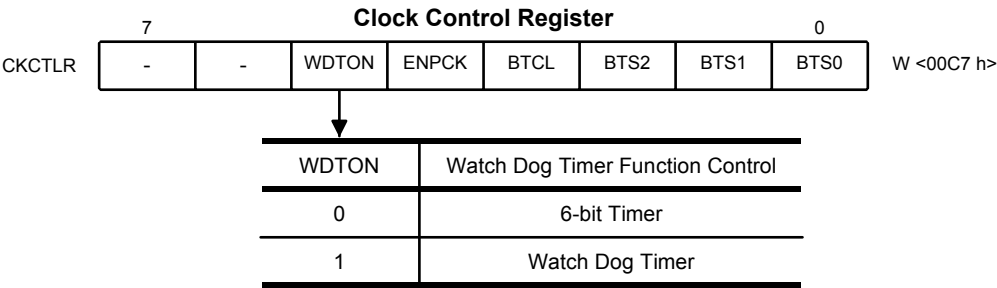 Clock Control Register
7 0
CKCTLR - - WDTON ENPCK BTCL BTS2 BTS1 BTS0 W <00C7 h>
WDTON Watch Dog Timer Function Control
0 6-bit Timer
1 Watch Dog Timer